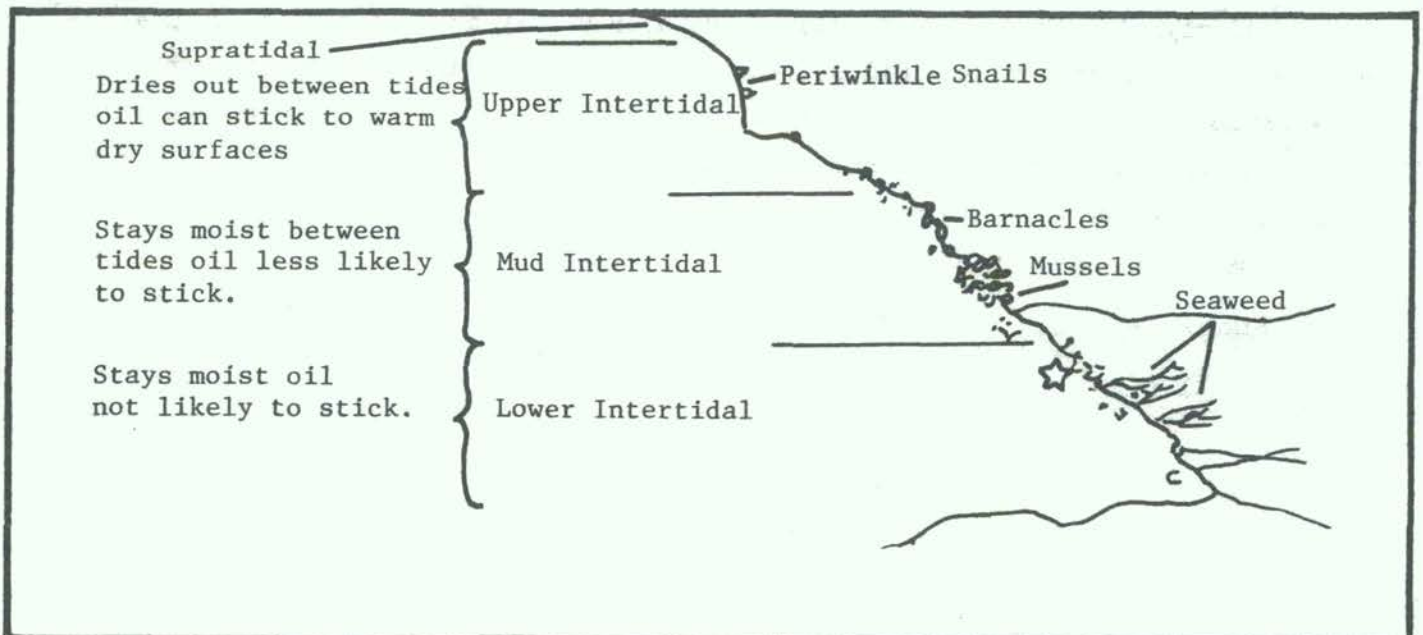 Supratidal
Dries out between tides
oil can stick to warm
dry surfaces
Upper Intertidal
Periwinkle Snails
Stays moist between
tides oil less likely
to stick.
Mud Intertidal
Barnacles
Mussels
Seaweed
Stays moist oil
not likely to stick.
Lower Intertidal